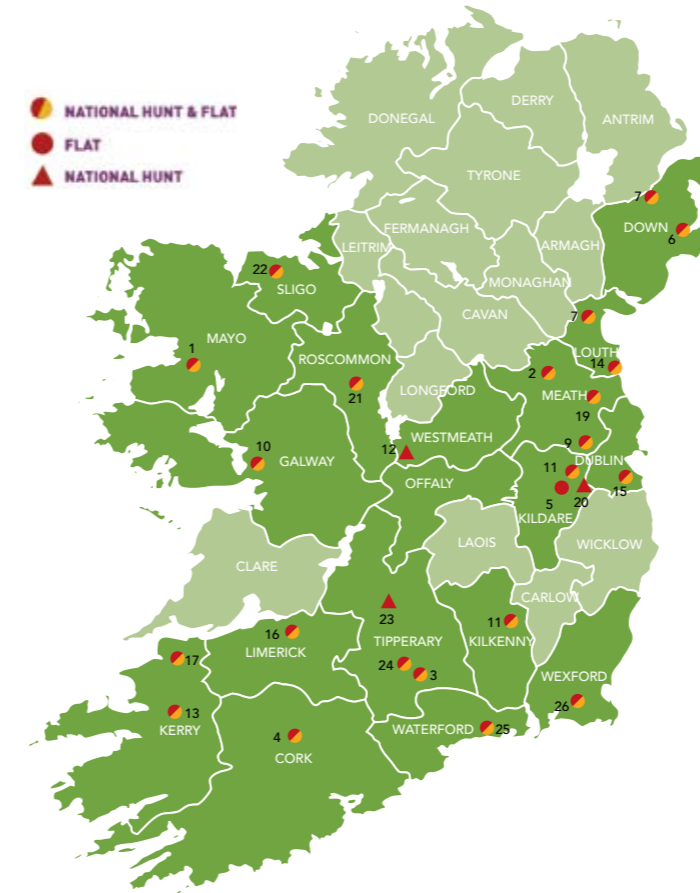 NATIONAL HUNT & FLAT
FLAT
NATIONAL HUNT
DONEGAL
DERRY
ANTRIM
TYRONE
7
DOWN
6
FERMANAGH
LEITRIM
ARMAGH
MONAGHAN
22
SLIGO
CAVAN
7
1
MAYO
ROSCOMMON
21
LOUTH
14
2
LONGFORD
MEATH
19
10
GALWAY
12
WESTMEATH
9
DUBLIN
11
15
OFFALY
5
20
KILDARE
LAOIS
WICKLOW
CLARE
CARLOW
23
16
LIMERICK
TIPPERARY
11
KILKENNY
17
24
3
WEXFORD
26
13
KERRY
4
CORK
WATERFORD
25